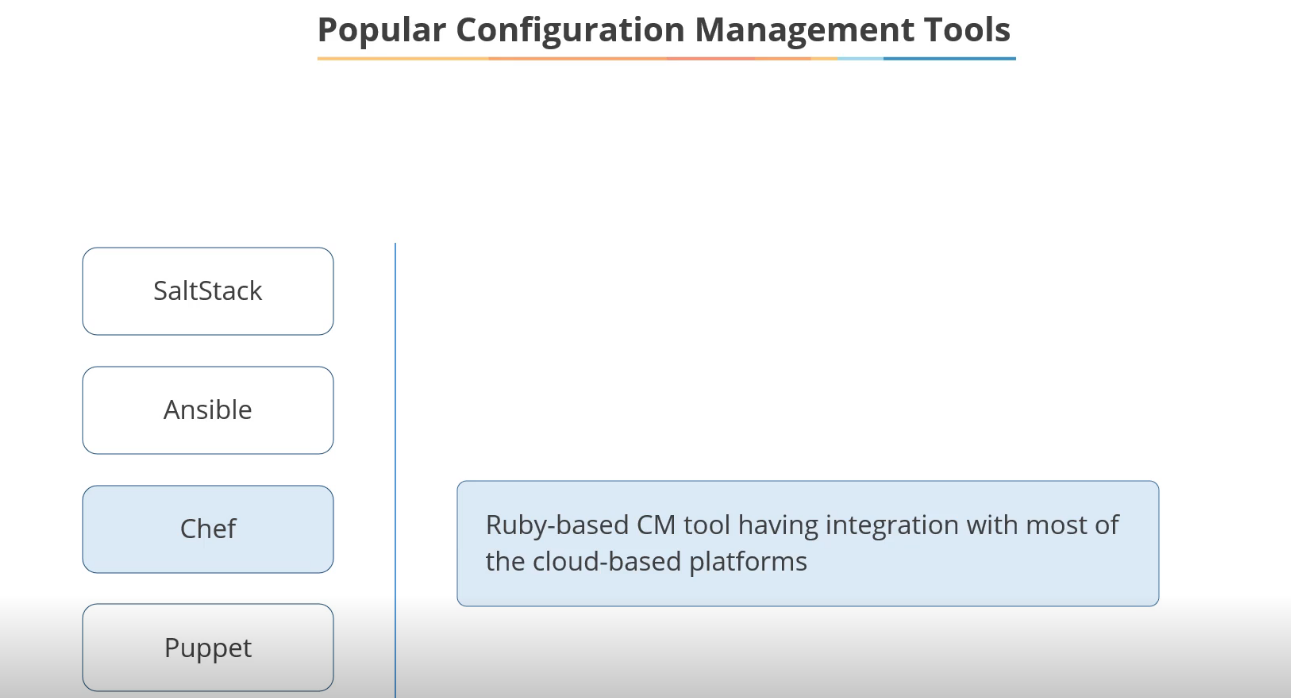 Popular Configuration Management Tools
SaltStack
Ansible
Chef
Ruby-based CM tool having integration with most of
the cloud-based platforms
Puppet